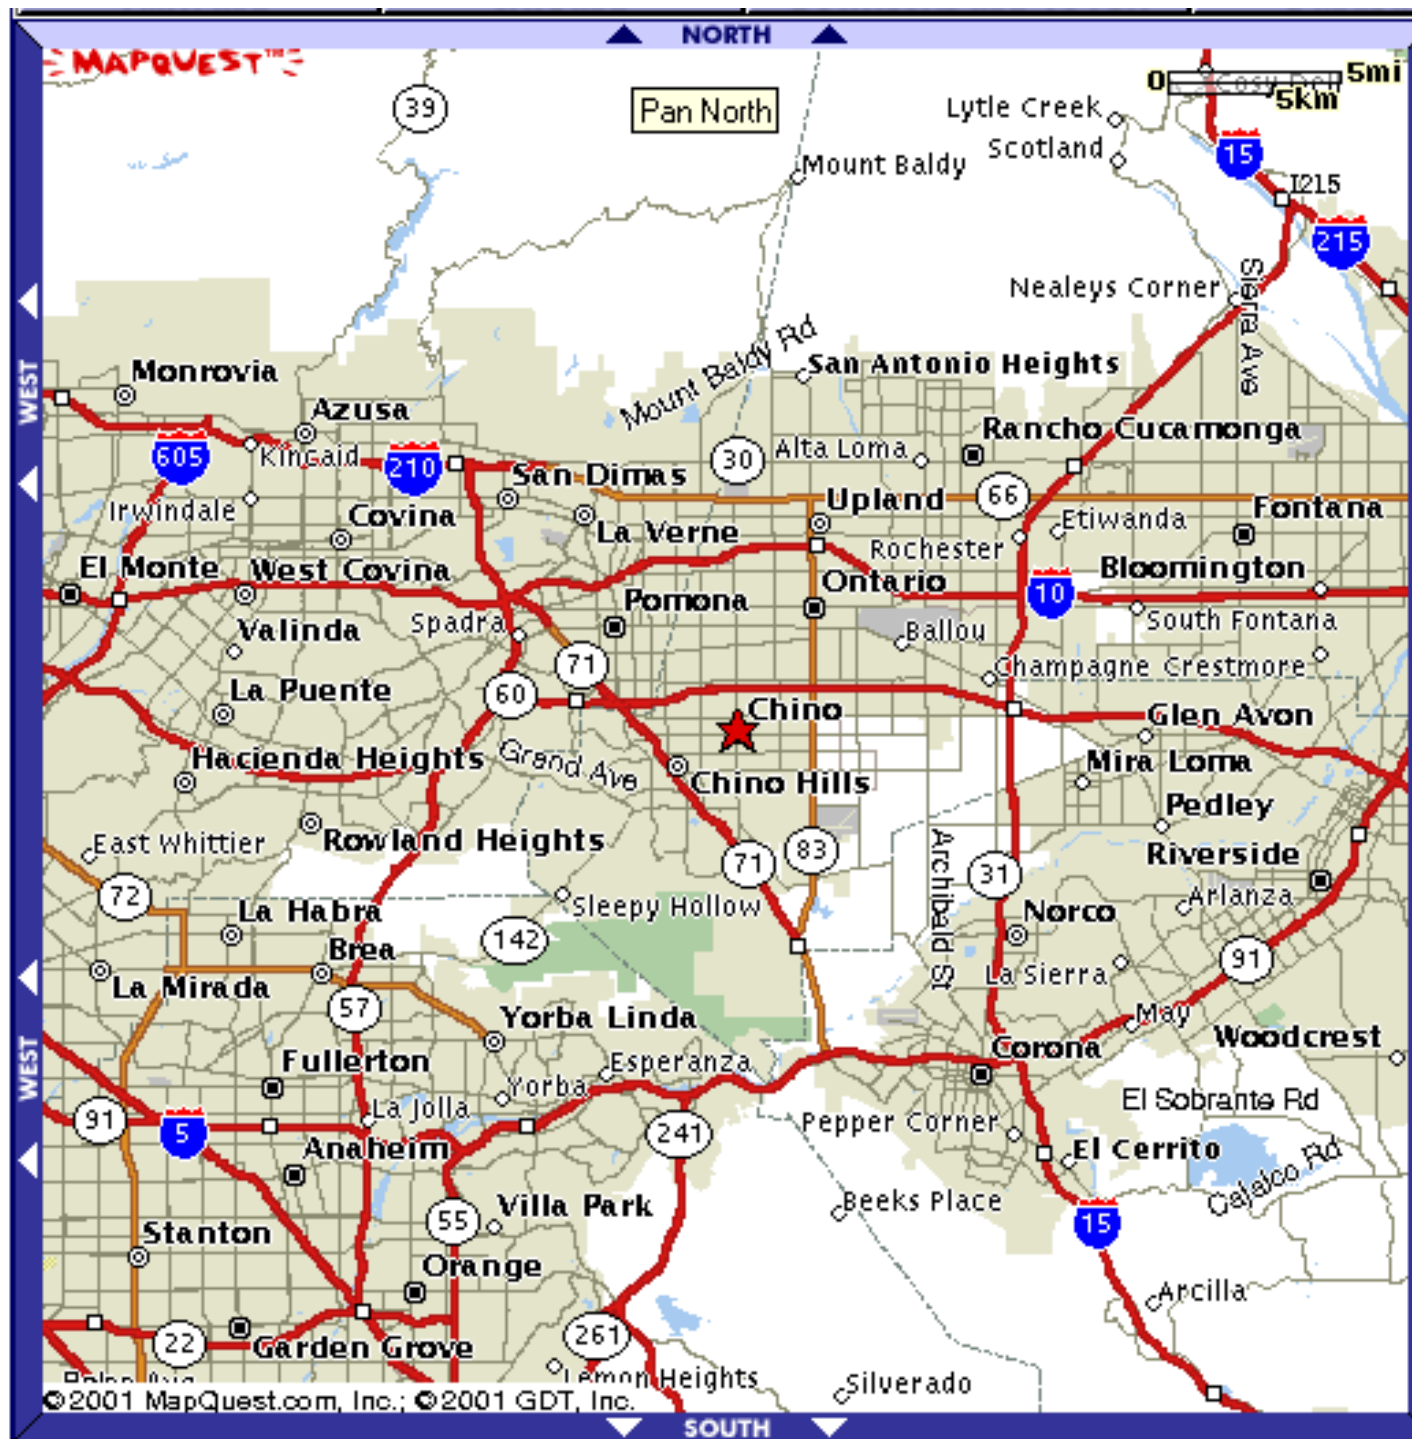 NORTH
MAPQUEST™
39
Pan North
0
5mi
5km
Lytle Creek
Scotland
15
Mount Baldy
I215
215
Nealeys Corner
Sierra Ave
WEST
Mount Baldy Rd
San Antonio Heights
Monrovia
Azusa
Rancho Cucamonga
Alta Loma
30
605
Kincaid
210
San Dimas
66
Irwindale
Covina
La Verne
Upland
Etiwanda
Fontana
Rochester
El Monte
West Covina
Bloomington
Pomona
Ontario
10
Spadra
South Fontana
Valinda
Ballou
71
Champagne
Crestmore
La Puente
60
Chino
Glen Avon
Hacienda Heights
Grand Ave
Chino Hills
Mira Loma
Pedley
Rowland Heights
East Whittier
71
83
Archibald St
31
Riverside
72
Arlanza
La Habra
Sleepy Hollow
Norco
142
Brea
91
La Sierra
La Mirada
57
Yorba Linda
May
Woodcrest
WEST
Fullerton
Esperanza
Corona
Yorba
La Jolla
El Sobrante Rd
91
5
Pepper Corner
241
Anaheim
El Cerrito
Cajalco Rd
Villa Park
Beeks Place
55
15
Stanton
Orange
Arcilla
22
261
Garden Grove
Lemon Heights
Silverado
©2001 MapQuest.com, Inc.; ©2001 GDT, Inc.
SOUTH